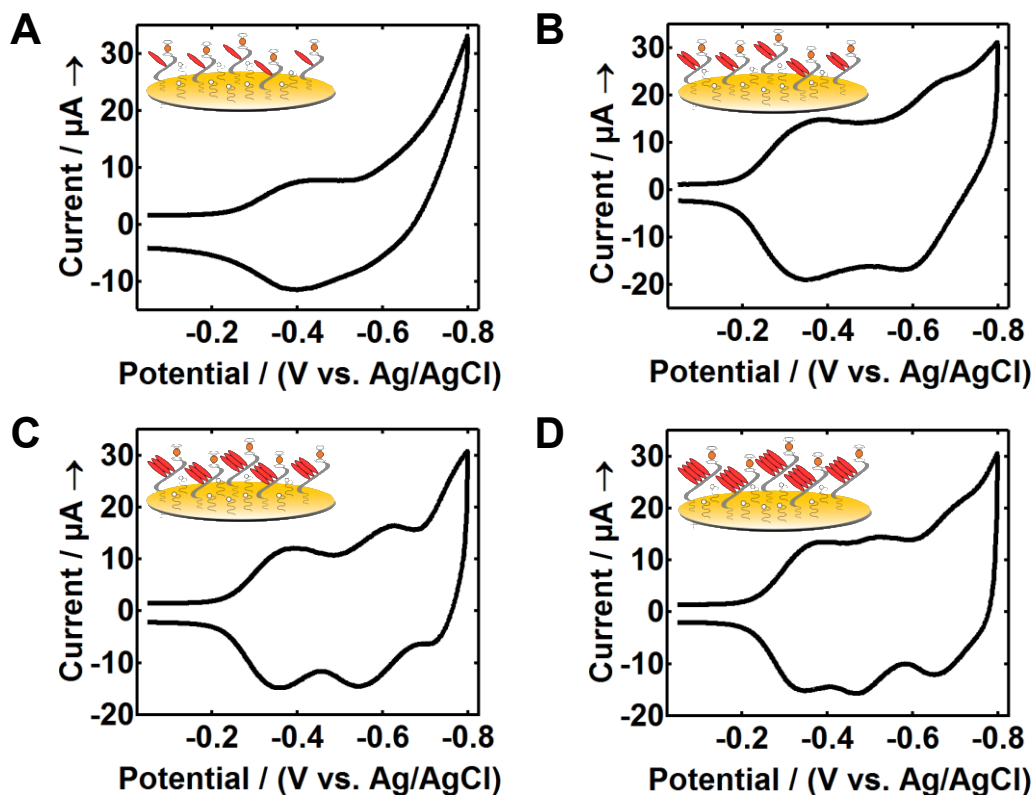 A
Current / µA →
30
20
10
0
-10
-0.2 -0.4 -0.6 -0.8
Potential / (V vs. Ag/AgCl)
B
Current / µA →
30
20
10
0
-10
-20
-0.2 -0.4 -0.6 -0.8
Potential / (V vs. Ag/AgCl)
C
Current / µA →
30
20
10
0
-10
-20
-0.2 -0.4 -0.6 -0.8
Potential / (V vs. Ag/AgCl)
D
Current / µA →
30
20
10
0
-10
-20
-0.2 -0.4 -0.6 -0.8
Potential / (V vs. Ag/AgCl)